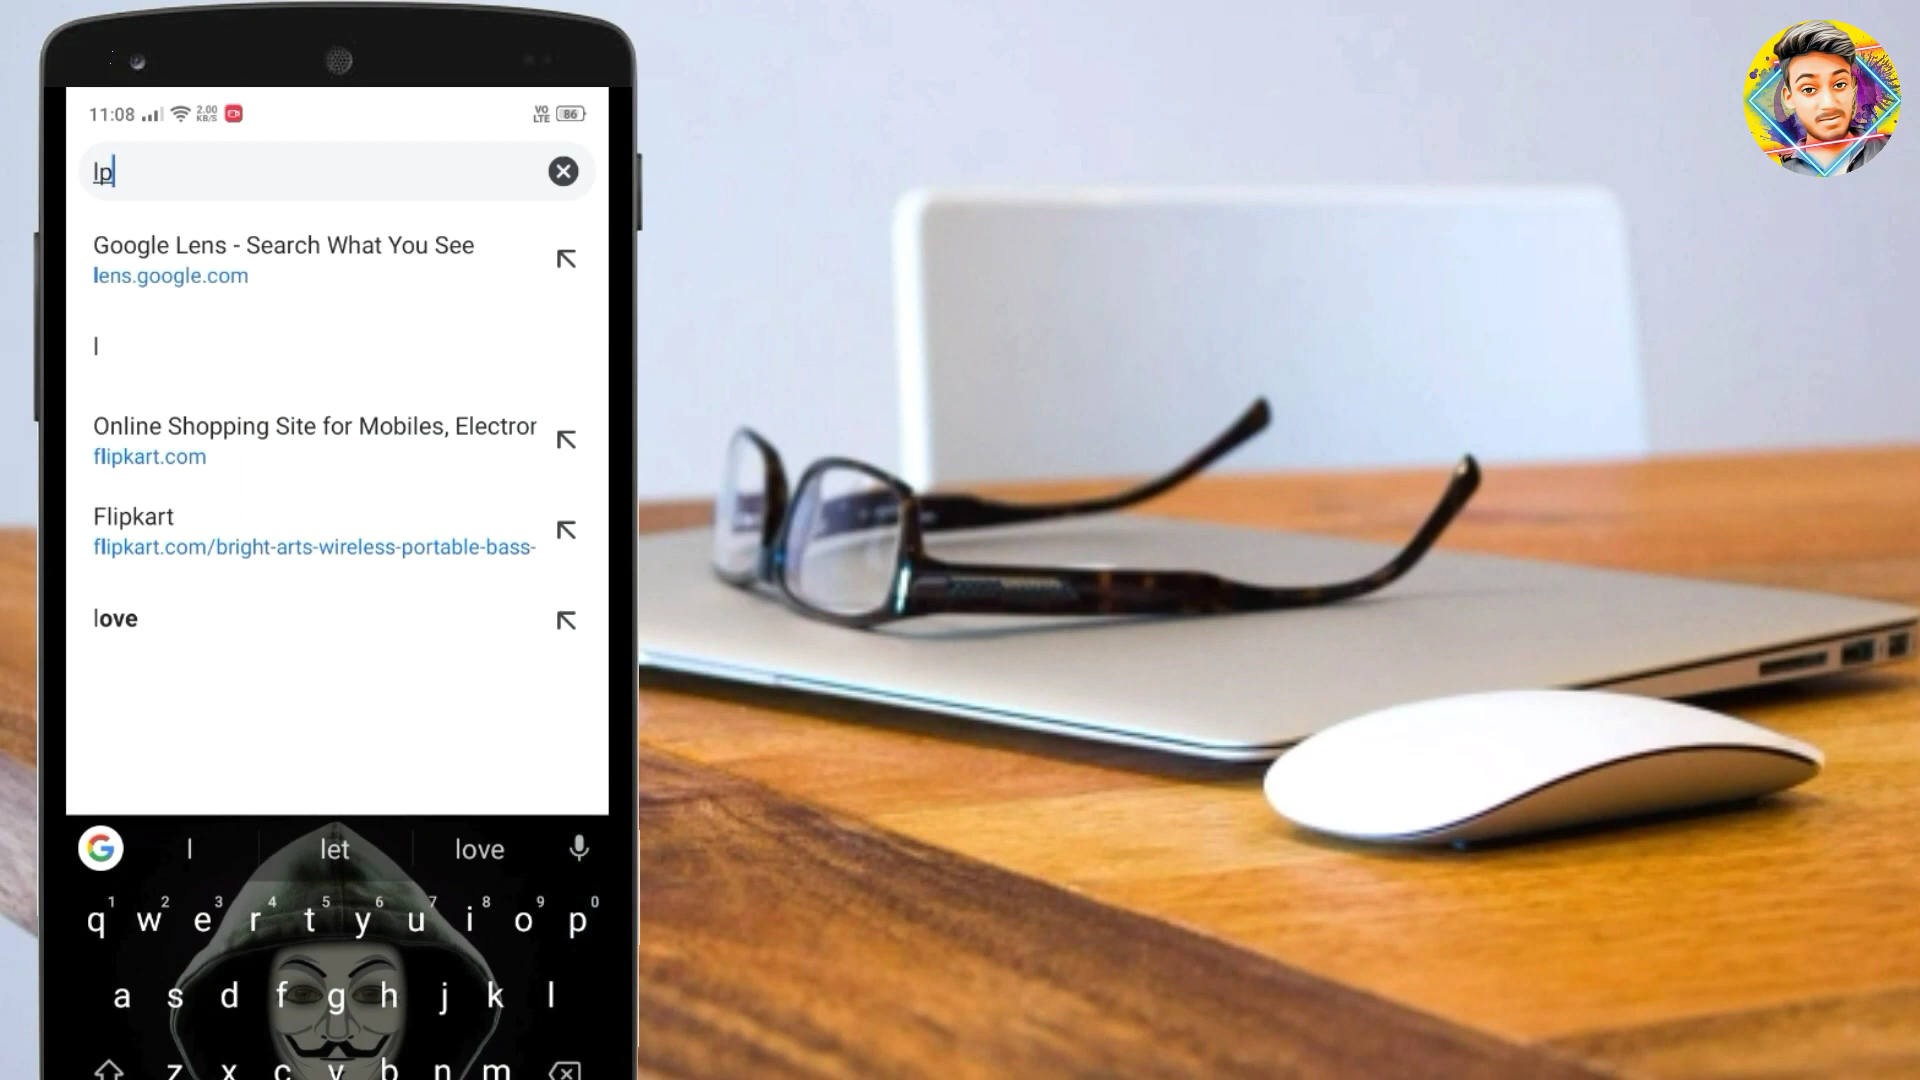 11:08 2.00 KB/S VO LTE 86
lp
Google Lens - Search What You See
lens.google.com
l
Online Shopping Site for Mobiles, Electror
flipkart.com
Flipkart
flipkart.com/bright-arts-wireless-portable-bass-
love
G l let love
1 2 3 4 5 6 7 8 9 0
q w e r t y u i o p
a s d f g h j k l
z x c v b n m